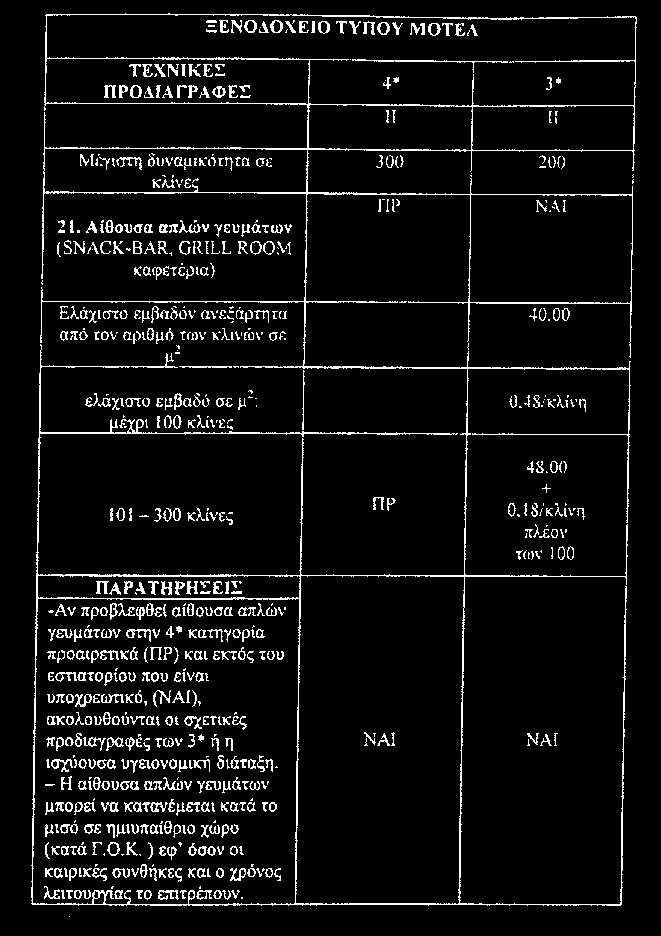 ΞΕΝΟΔΟΧΕΙΟ ΤΥΠΟΥ ΜΟΤΕΛ
ΤΕΧΝΙΚΕΣ
ΠΡΟΔΙΑΓΡΑΦΕΣ
4*
3*
Π
Π
Μέγιστη δυναμικότητα σε
κλίνες
300
200
21. Αίθουσα απλών γευμάτων
(SNACK-BAR, GRILL ROOM
καφετέρια)
ΠΡ
ΝΑΙ
Ελάχιστο εμβαδόν ανεξάρτητα
από τον αριθμό των κλινών σε
μ²
40.00
ελάχιστο εμβαδό σε μ²:
μέχρι 100 κλίνες
0.48/κλίνη
101 – 300 κλίνες
ΠΡ
48.00
+
0.18/κλίνη
πλέον
των 100
ΠΑΡΑΤΗΡΗΣΕΙΣ
-Αν προβλεφθεί αίθουσα απλών
γευμάτων στην 4* κατηγορία
προαιρετικά (ΠΡ) και εκτός του
εστιατορίου που είναι
υποχρεωτικό, (ΝΑΙ),
ακολουθούνται οι σχετικές
προδιαγραφές των 3* ή η
ισχύουσα υγειονομική διάταξη.
– Η αίθουσα απλών γευμάτων
μπορεί να κατανέμεται κατά το
μισό σε ημιυπαίθριο χώρο
(κατά Γ.Ο.Κ. ) εφ' όσον οι
καιρικές συνθήκες και ο χρόνος
λειτουργίας το επιτρέπουν.
ΝΑΙ
ΝΑΙ